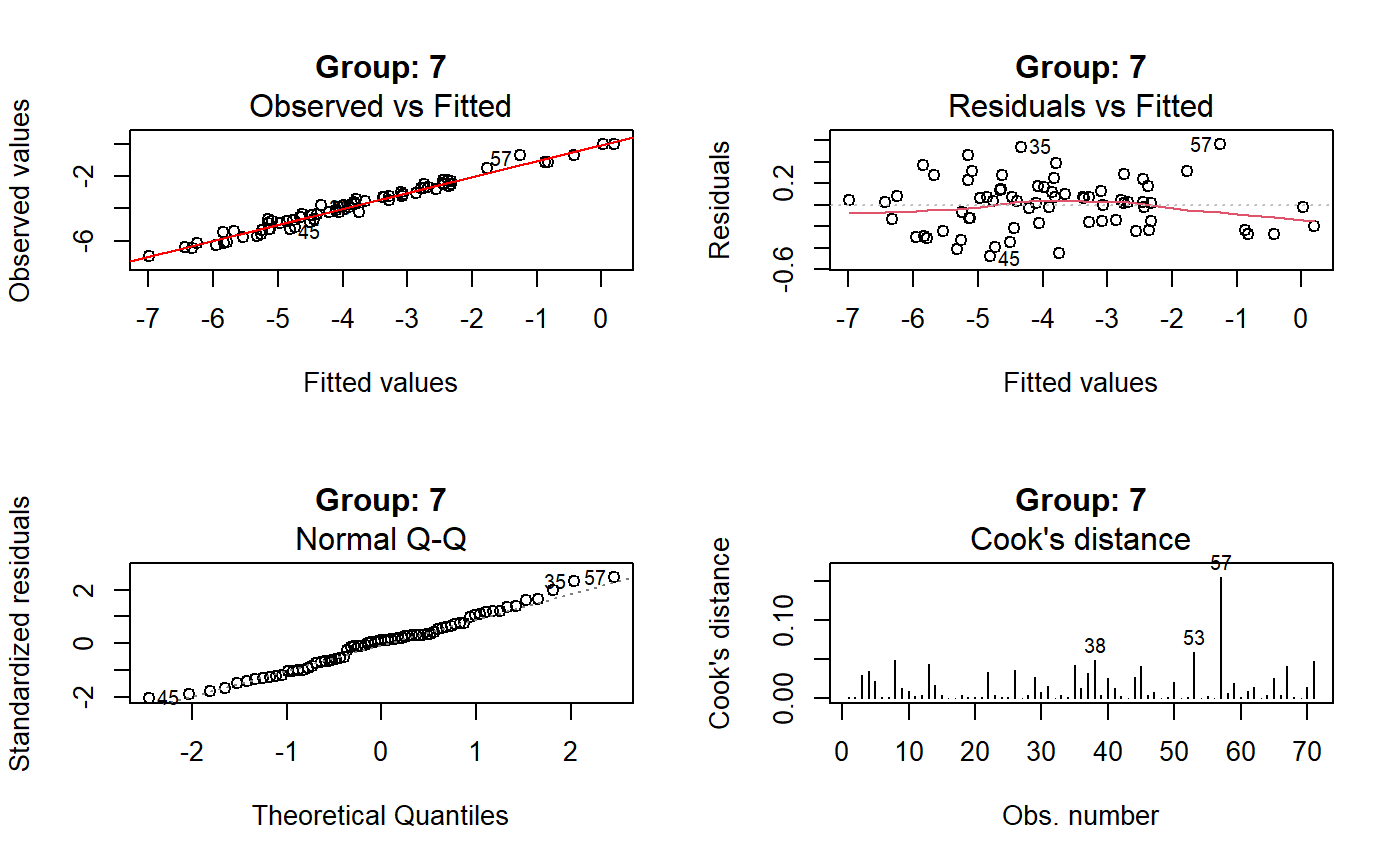 Group: 7
Observed vs Fitted
Observed values
-2
-6
57
45
-7 -6 -5 -4 -3 -2 -1 0
Fitted values
Group: 7
Residuals vs Fitted
Residuals
0.2
-0.6
35
57
45
-7 -6 -5 -4 -3 -2 -1 0
Fitted values
Group: 7
Normal Q-Q
Standardized residuals
2
0
-2
35
57
45
-2 -1 0 1 2
Theoretical Quantiles
Group: 7
Cook's distance
Cook's distance
0.10
0.00
57
53
38
0 10 20 30 40 50 60 70
Obs. number